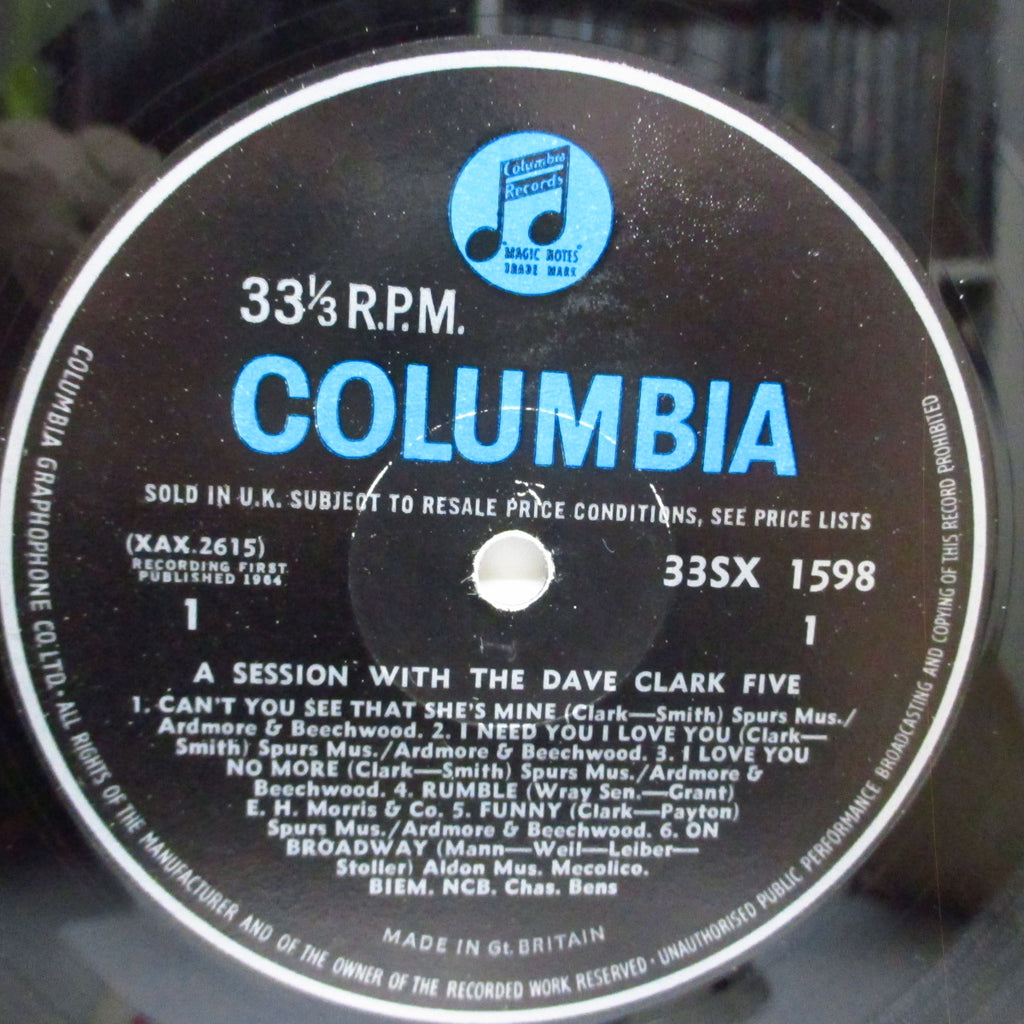 Columbia
Records
"MAGIC NOTES"
TRADE MARK
33⅓ R.P.M.
COLUMBIA
SOLD IN U.K. SUBJECT TO RESALE PRICE CONDITIONS, SEE PRICE LISTS
(XAX.2615)
RECORDING FIRST
PUBLISHED 1964
33SX 1598
1
1
A SESSION WITH THE DAVE CLARK FIVE
1. CAN'T YOU SEE THAT SHE'S MINE (Clark—Smith) Spurs Mus./
Ardmore & Beechwood. 2. I NEED YOU I LOVE YOU (Clark—
Smith) Spurs Mus./Ardmore & Beechwood. 3. I LOVE YOU
NO MORE (Clark—Smith) Spurs Mus./Ardmore &
Beechwood. 4. RUMBLE (Wray Sen.—Grant)
E. H. Morris & Co. 5. FUNNY (Clark—Payton)
Spurs Mus./Ardmore & Beechwood. 6. ON
BROADWAY (Mann—Weil—Leiber—
Stoller) Aldon Mus. Mecolico.
BIEM. NCB. Chas. Bens
MADE IN Gt. BRITAIN
COLUMBIA GRAPHOPHONE CO. LTD. · ALL RIGHTS OF THE MANUFACTURER AND OF THE OWNER OF THE RECORDED WORK RESERVED · UNAUTHORISED PUBLIC PERFORMANCE BROADCASTING AND COPYING OF THIS RECORD PROHIBITED